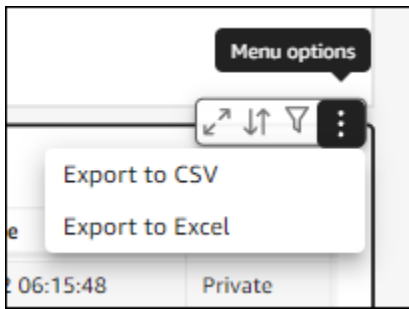 Menu options
Export to CSV
Export to Excel
e
06:15:48 Private